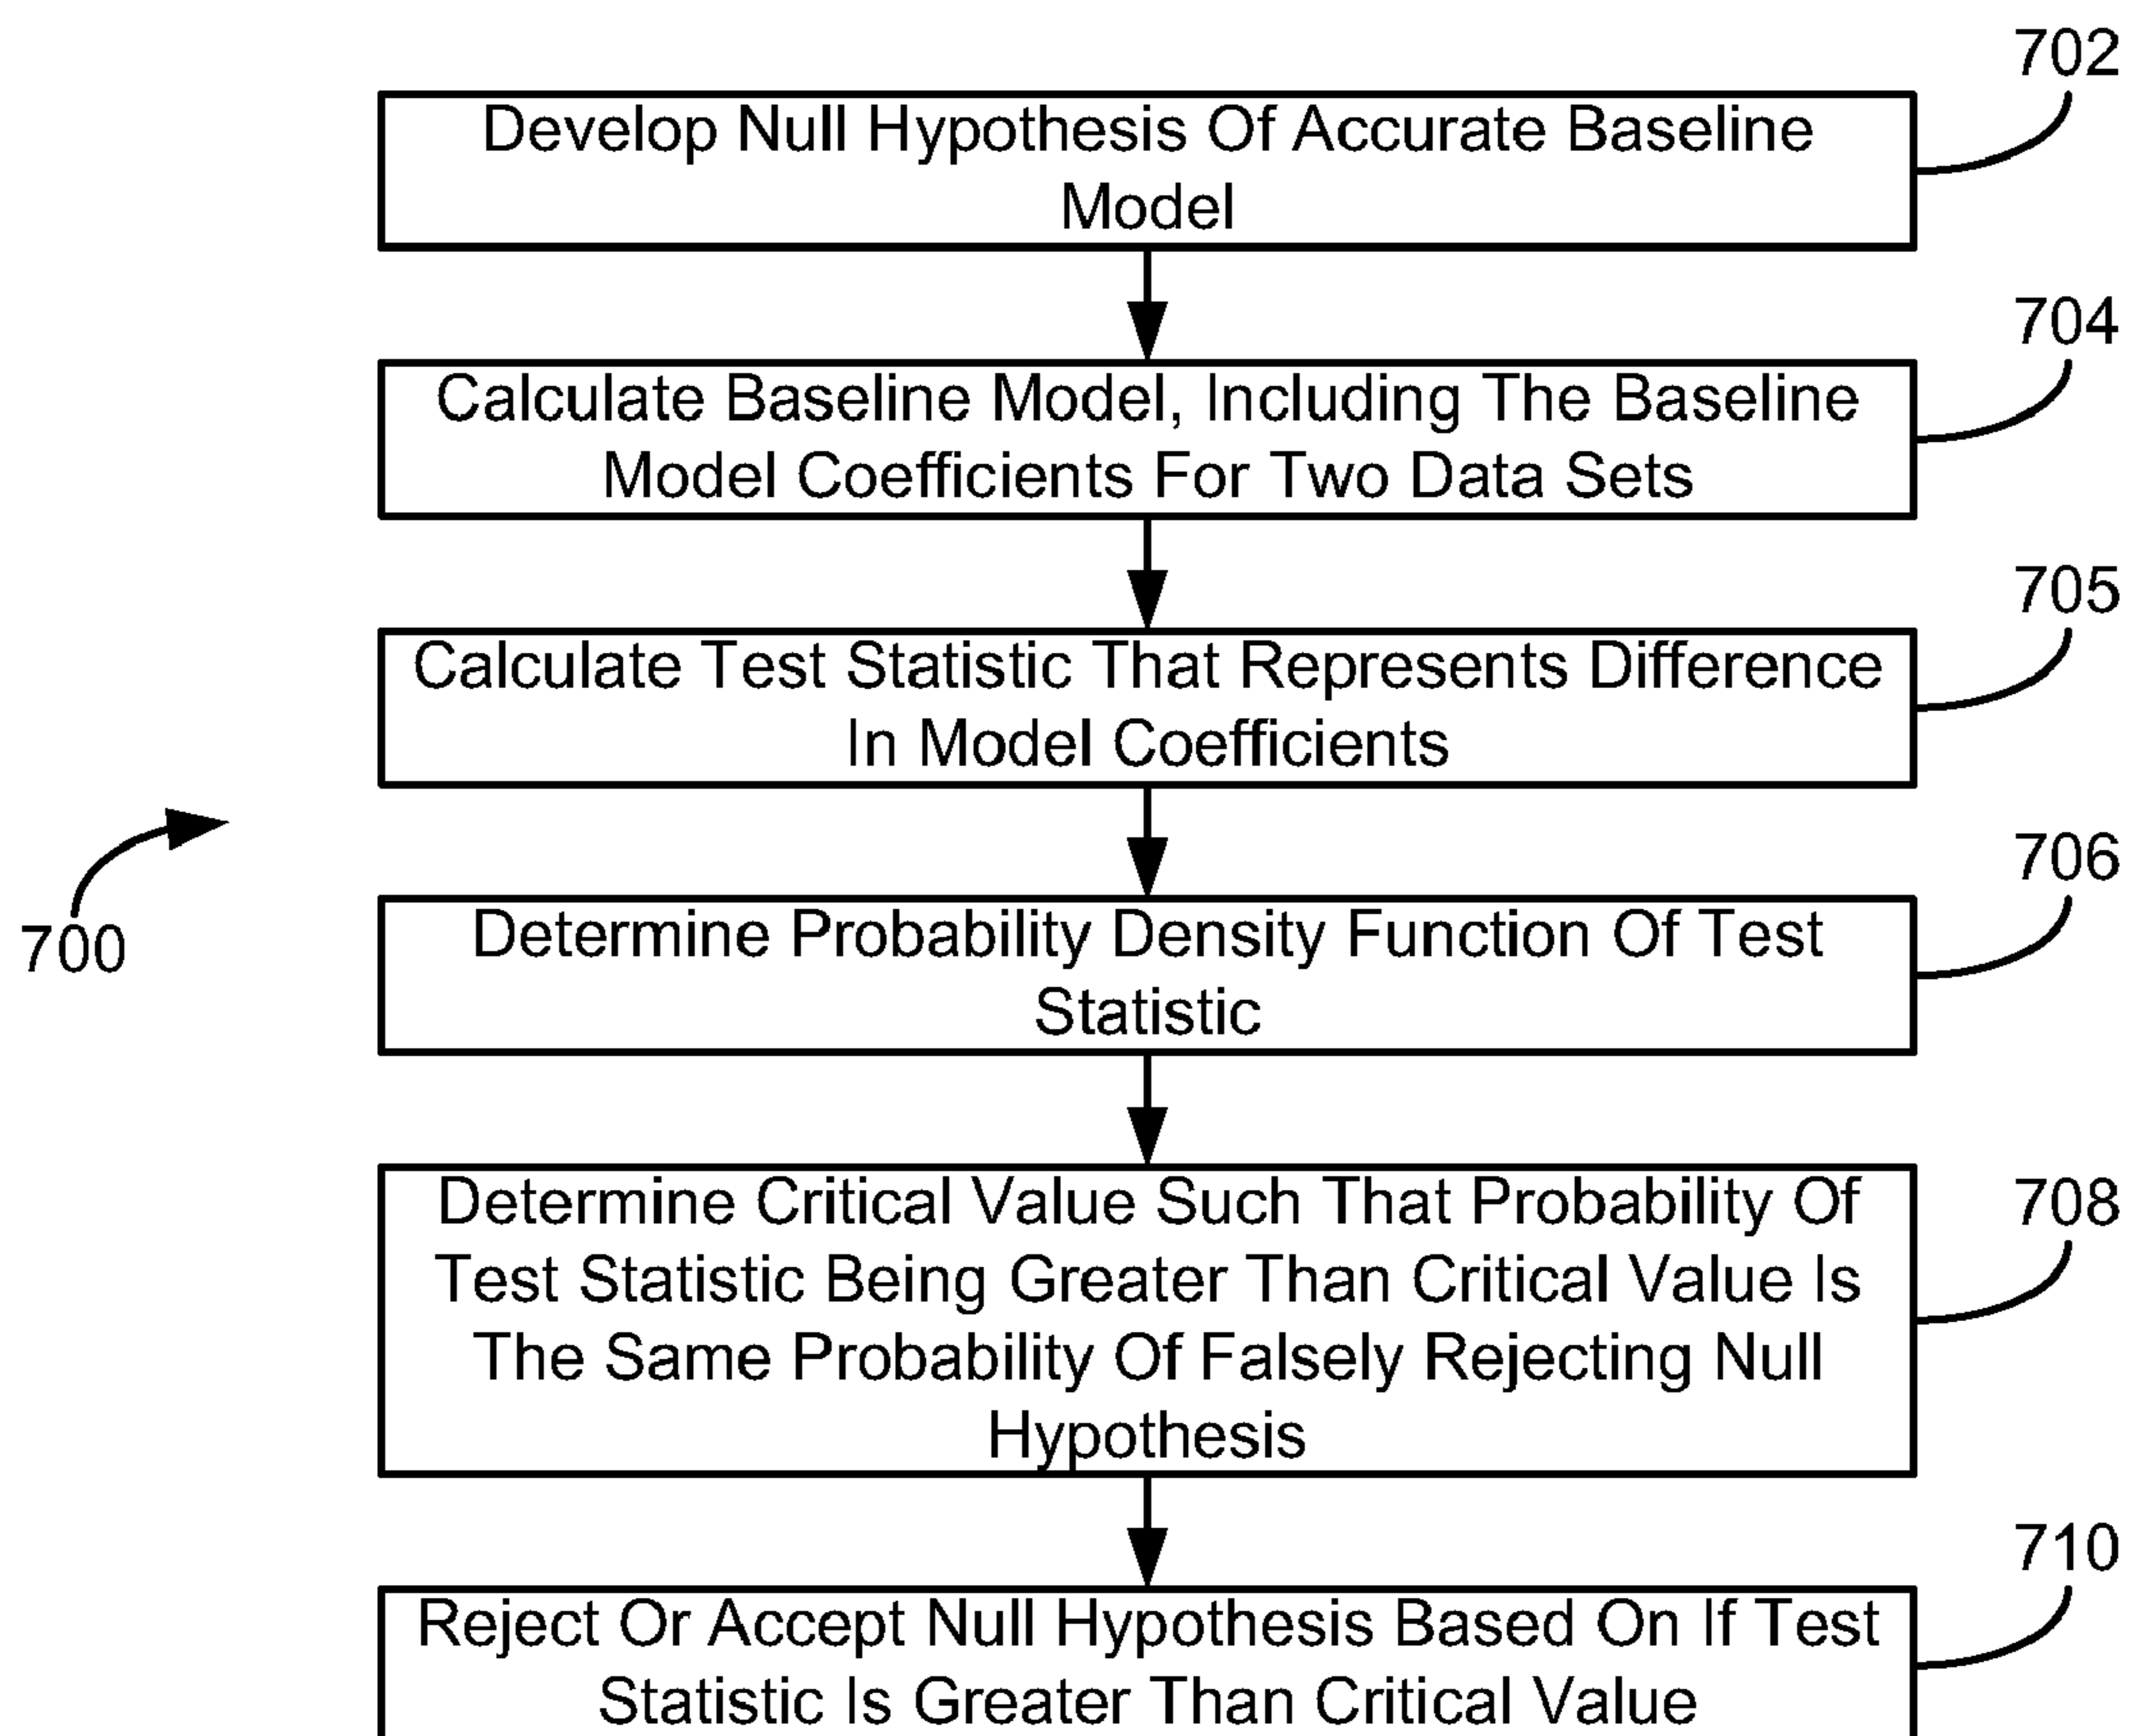 702
Develop Null Hypothesis Of Accurate Baseline
Model
704
Calculate Baseline Model, Including The Baseline
Model Coefficients For Two Data Sets
705
Calculate Test Statistic That Represents Difference
In Model Coefficients
700
706
Determine Probability Density Function Of Test
Statistic
708
Determine Critical Value Such That Probability Of
Test Statistic Being Greater Than Critical Value Is
The Same Probability Of Falsely Rejecting Null
Hypothesis
710
Reject Or Accept Null Hypothesis Based On If Test
Statistic Is Greater Than Critical Value